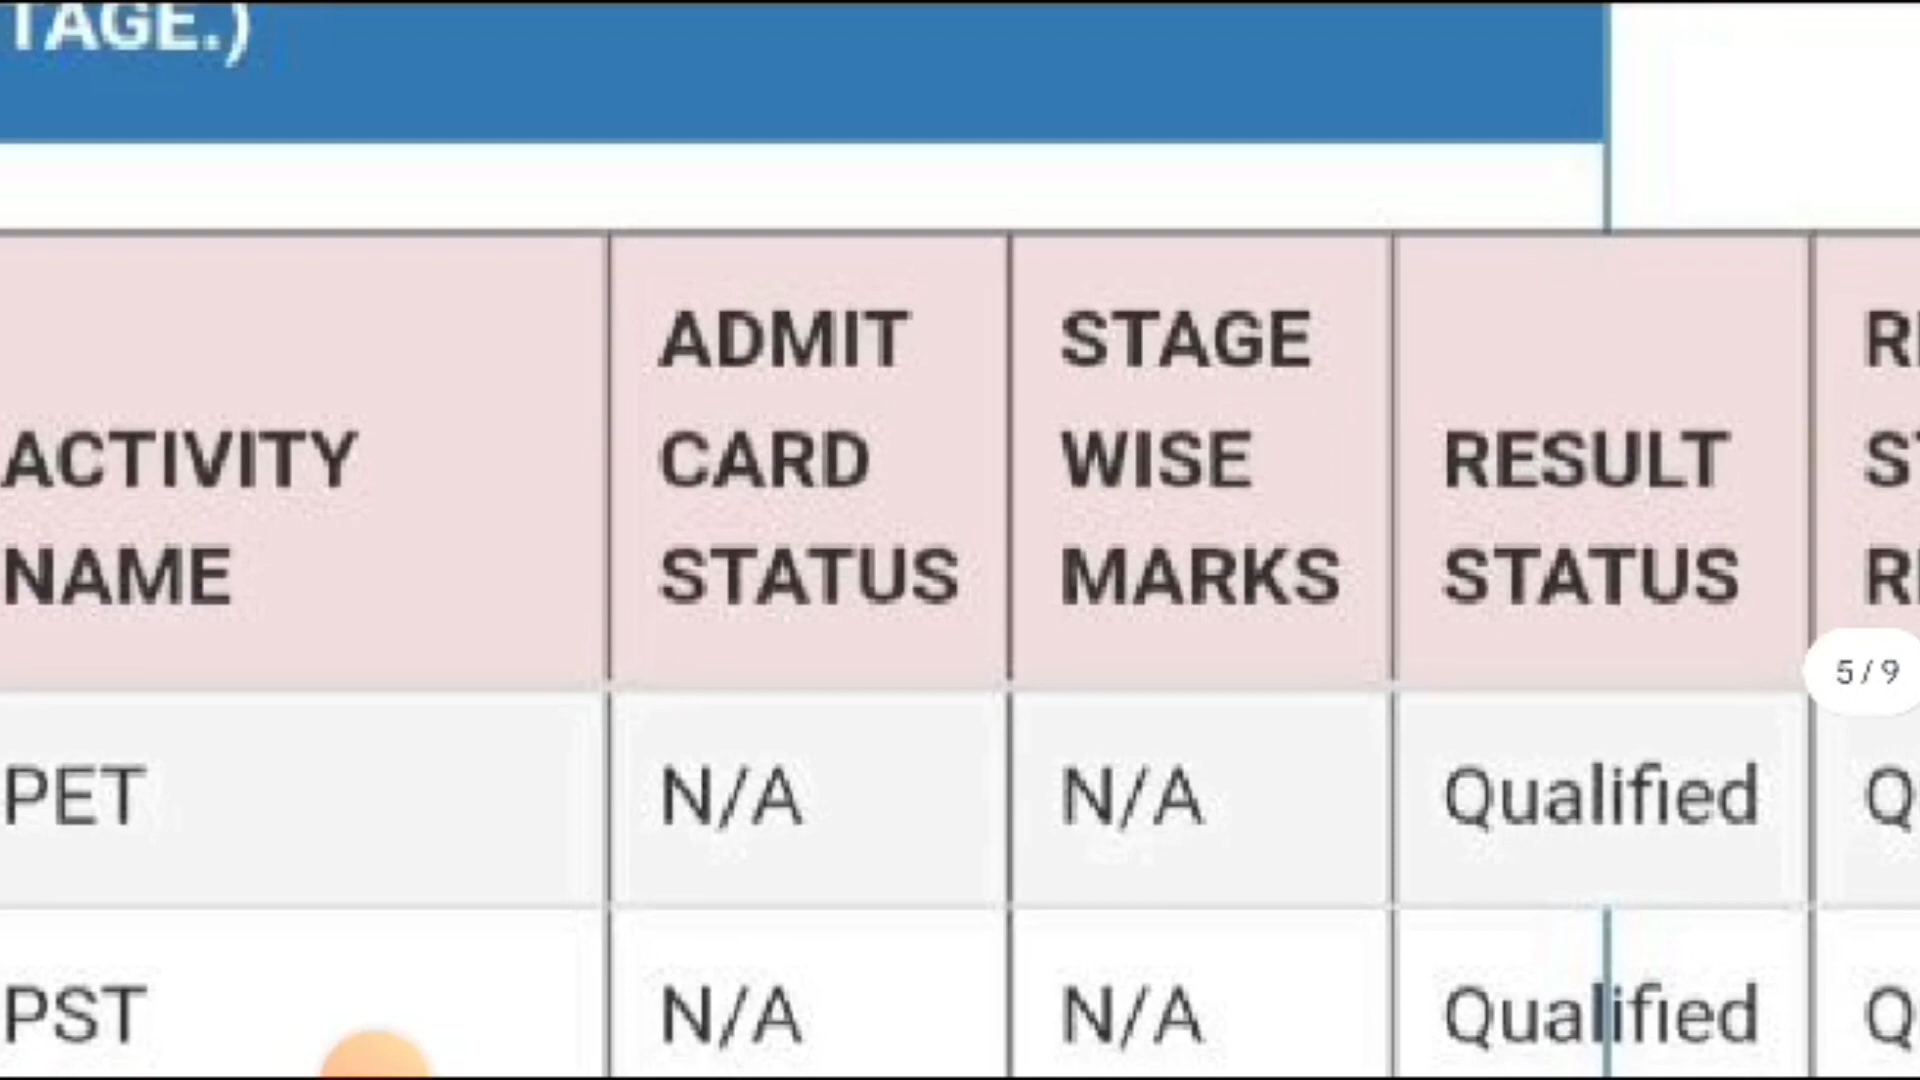 TAGE.)
ACTIVITY
NAME
ADMIT
CARD
STATUS
STAGE
WISE
MARKS
RESULT
STATUS
5 / 9
PET
N/A
N/A
Qualified
PST
N/A
N/A
Qualified